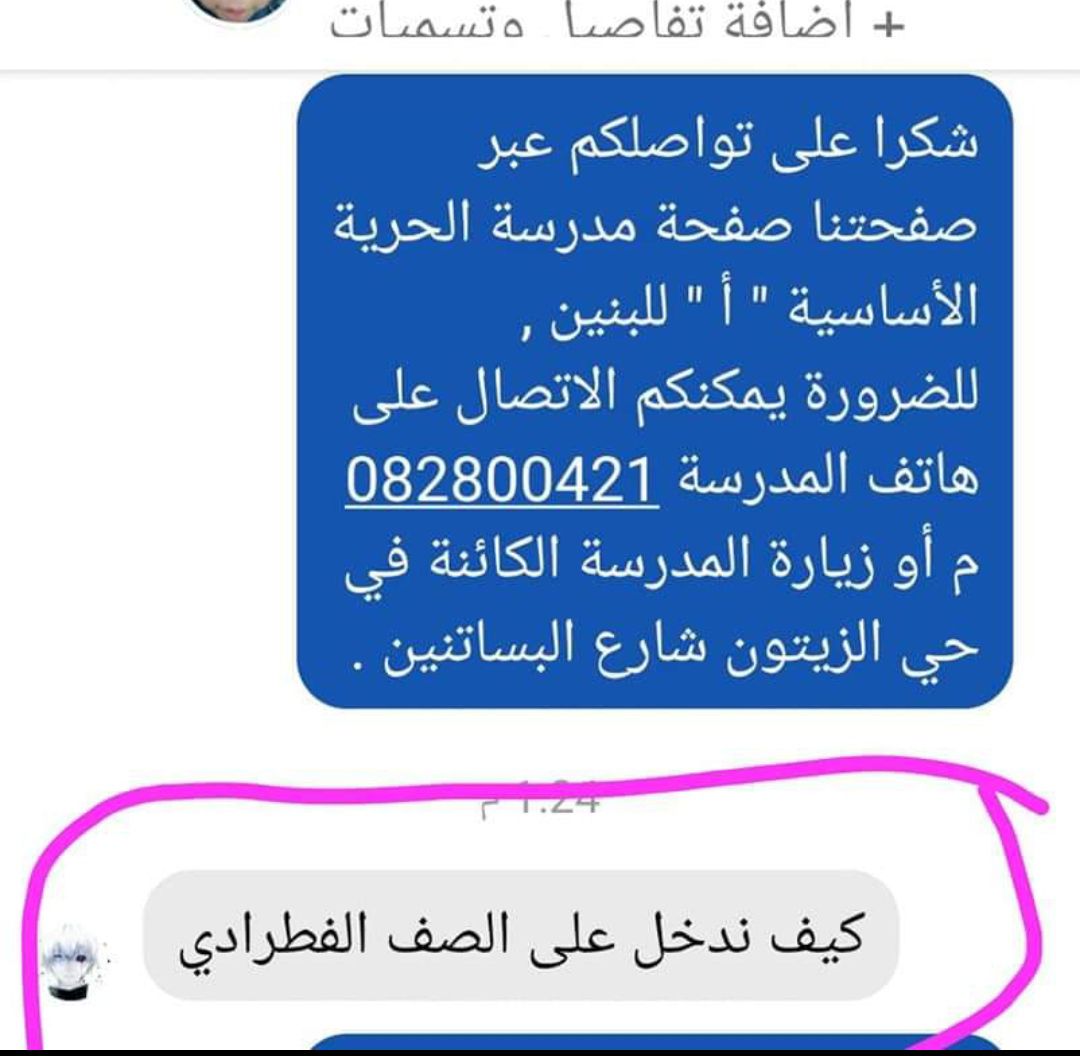 + اضافة تفاصيل وتسميات
شكرا على تواصلكم عبر
صفحتنا صفحة مدرسة الحرية
الأساسية " أ " للبنين ,
للضرورة يمكنكم الاتصال على
هاتف المدرسة 082800421
م أو زيارة المدرسة الكائنة في
حي الزيتون شارع البساتنين .
1:24 م
كيف ندخل على الصف الفطرادي